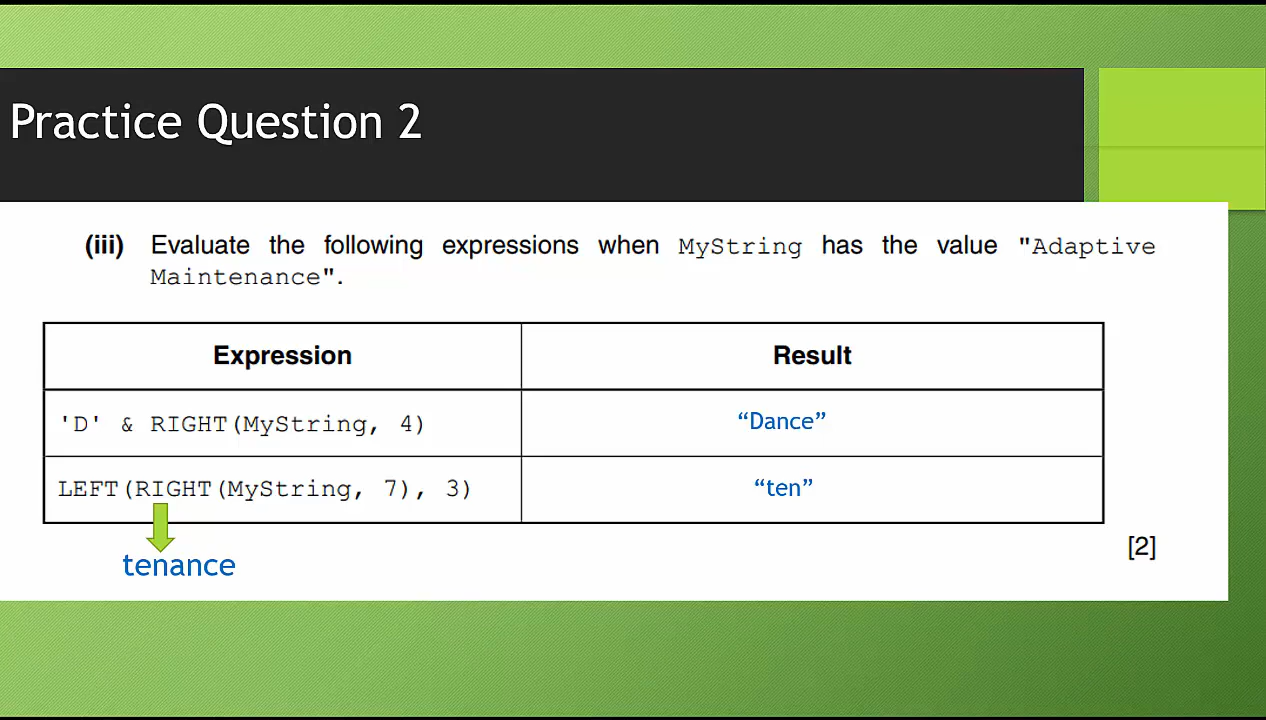 Practice Question 2
(iii) Evaluate the following expressions when MyString has the value "Adaptive
Maintenance".
Expression Result
'D' & RIGHT(MyString, 4) “Dance”
LEFT(RIGHT(MyString, 7), 3) “ten”
[2]
tenance